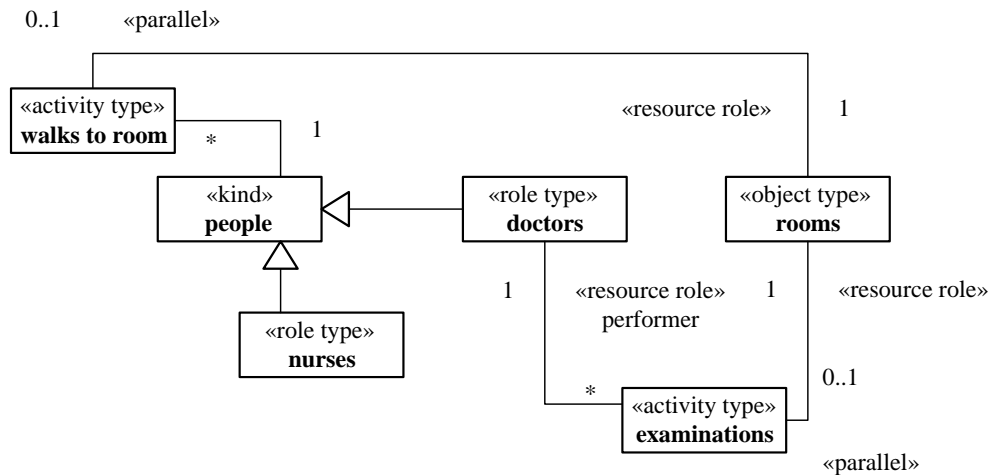 0..1 «parallel»
«activity type»
walks to room
*
1
«resource role» 1
«kind»
people
«role type»
doctors
«object type»
rooms
«role type»
nurses
1 «resource role»
performer
1 «resource role»
*
0..1
«activity type»
examinations
«parallel»